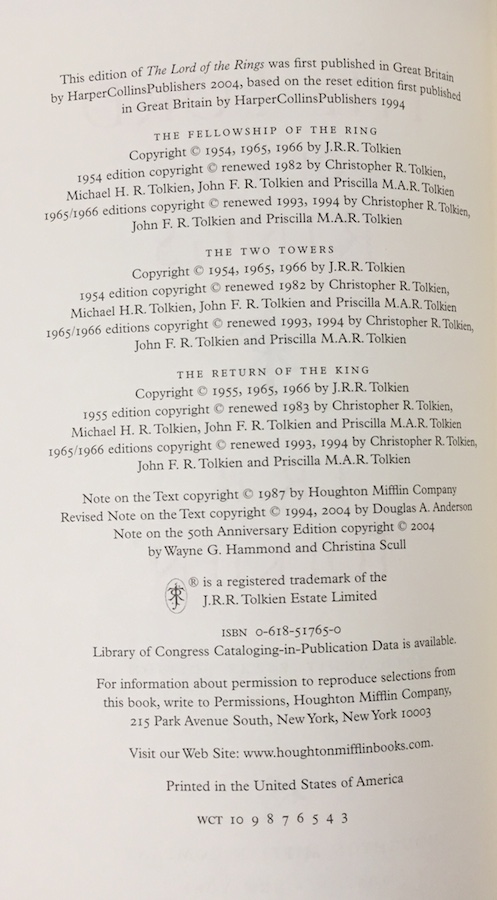 This edition of The Lord of the Rings was first published in Great Britain
by HarperCollinsPublishers 2004, based on the reset edition first published
in Great Britain by HarperCollinsPublishers 1994
THE FELLOWSHIP OF THE RING
Copyright © 1954, 1965, 1966 by J.R.R. Tolkien
1954 edition copyright © renewed 1982 by Christopher R. Tolkien,
Michael H. R. Tolkien, John F. R. Tolkien and Priscilla M.A.R. Tolkien
1965/1966 editions copyright © renewed 1993, 1994 by Christopher R. Tolkien,
John F. R. Tolkien and Priscilla M.A.R. Tolkien
THE TWO TOWERS
Copyright © 1954, 1965, 1966 by J.R.R. Tolkien
1954 edition copyright © renewed 1982 by Christopher R. Tolkien,
Michael H.R. Tolkien, John F. R. Tolkien and Priscilla M.A.R. Tolkien
1965/1966 editions copyright © renewed 1993, 1994 by Christopher R. Tolkien,
John F. R. Tolkien and Priscilla M.A.R. Tolkien
THE RETURN OF THE KING
Copyright © 1955, 1965, 1966 by J.R.R. Tolkien
1955 edition copyright © renewed 1983 by Christopher R. Tolkien,
Michael H. R. Tolkien, John F. R. Tolkien and Priscilla M.A.R. Tolkien
1965/1966 editions copyright © renewed 1993, 1994 by Christopher R. Tolkien,
John F. R. Tolkien and Priscilla M.A.R. Tolkien
Note on the Text copyright © 1987 by Houghton Mifflin Company
Revised Note on the Text copyright © 1994, 2004 by Douglas A. Anderson
Note on the 50th Anniversary Edition copyright © 2004
by Wayne G. Hammond and Christina Scull
® is a registered trademark of the
J.R.R. Tolkien Estate Limited
ISBN 0-618-51765-0
Library of Congress Cataloging-in-Publication Data is available.
For information about permission to reproduce selections from
this book, write to Permissions, Houghton Mifflin Company,
215 Park Avenue South, New York, New York 10003
Visit our Web Site: www.houghtonmifflinbooks.com.
Printed in the United States of America
WCT 10 9 8 7 6 5 4 3